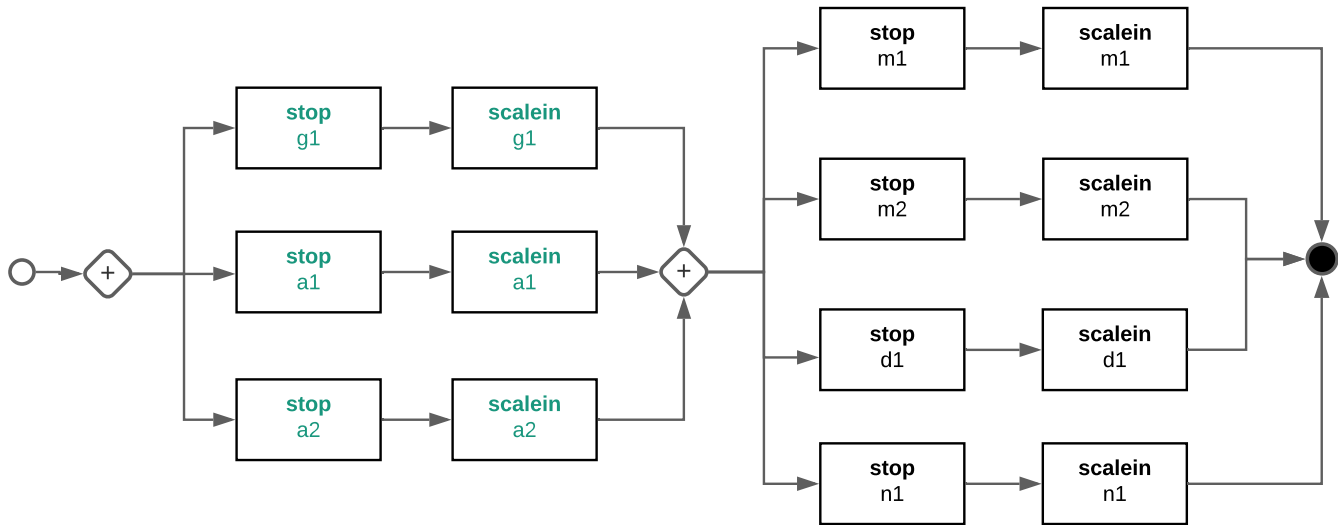 stop
g1
scalein
g1
stop
a1
scalein
a1
stop
a2
scalein
a2
+
+
stop
m1
scalein
m1
stop
m2
scalein
m2
stop
d1
scalein
d1
stop
n1
scalein
n1